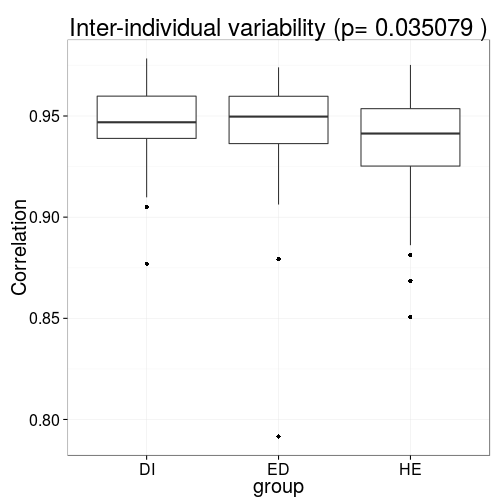 Inter-individual variability (p= 0.035079 )
Correlation
0.95
0.90
0.85
0.80
DI ED HE
group